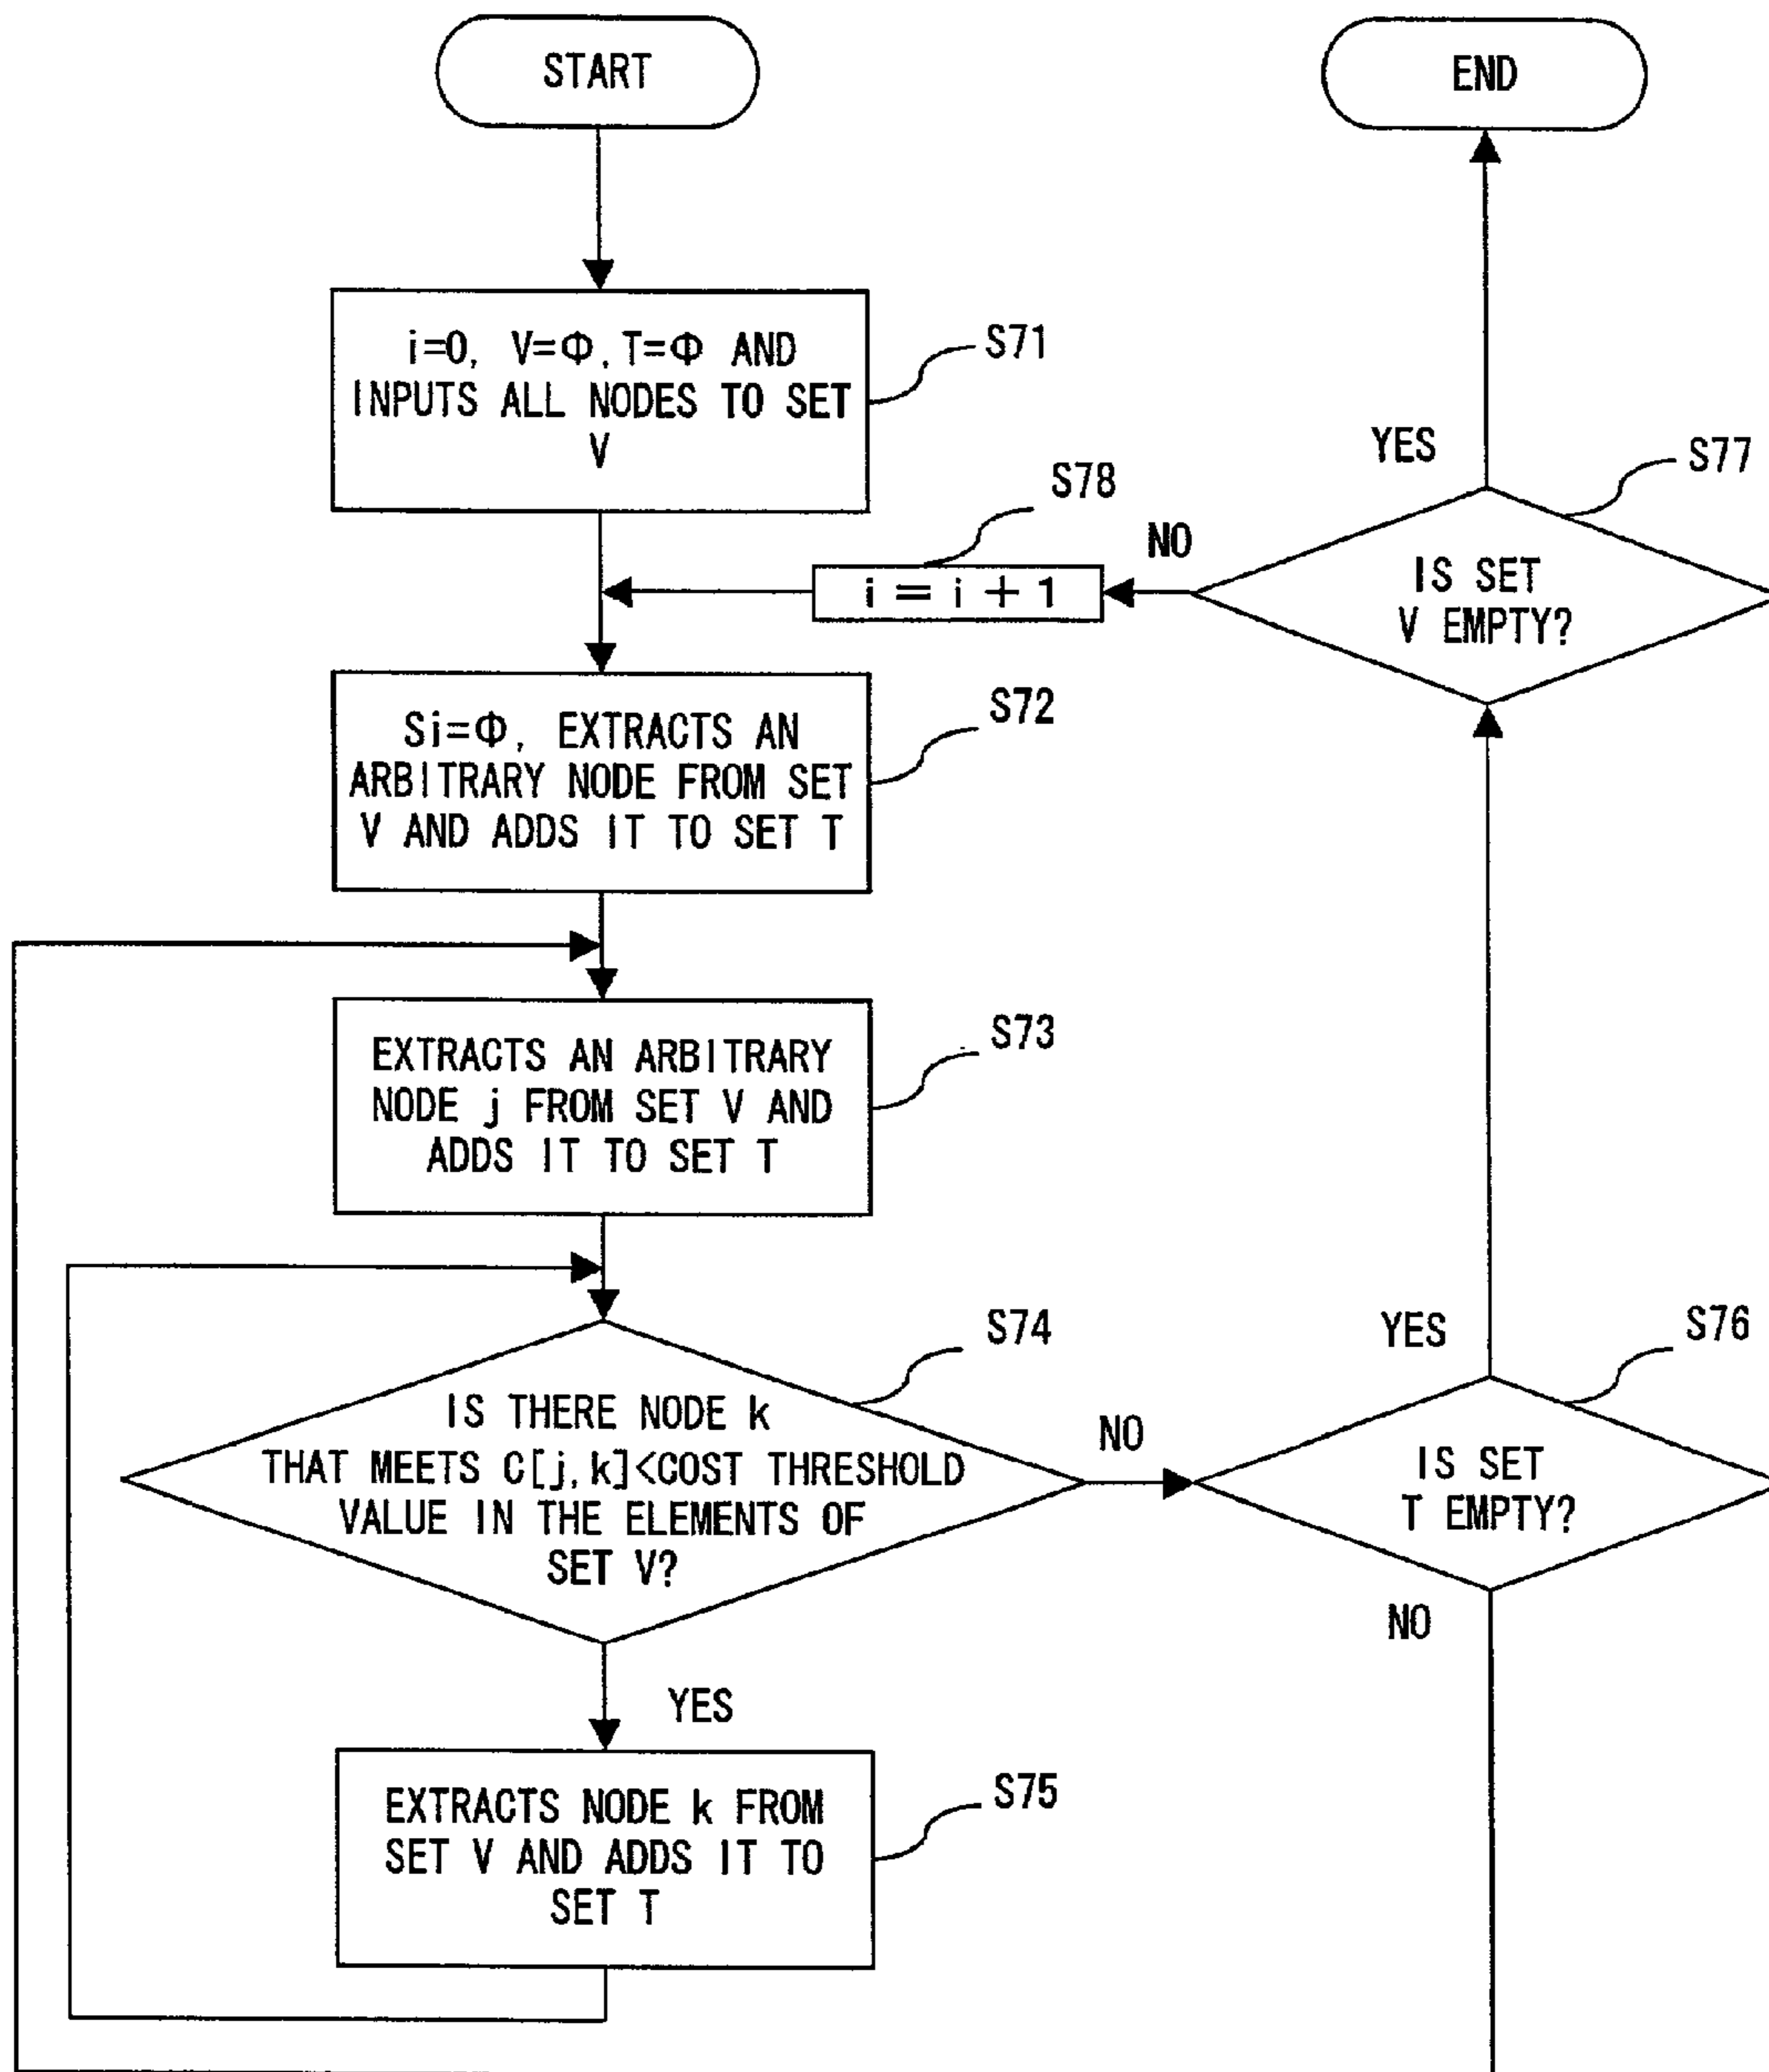 START
END
i=0, V=Φ, T=Φ AND
INPUTS ALL NODES TO SET
V
S71
YES
S77
S78
NO
IS SET
V EMPTY?
i = i + 1
Si=Φ, EXTRACTS AN
ARBITRARY NODE FROM SET
V AND ADDS IT TO SET T
S72
EXTRACTS AN ARBITRARY
NODE j FROM SET V AND
ADDS IT TO SET T
S73
S74
IS THERE NODE k
THAT MEETS C[j,k]<COST THRESHOLD
VALUE IN THE ELEMENTS OF
SET V?
NO
YES
S76
IS SET
T EMPTY?
NO
YES
EXTRACTS NODE k FROM
SET V AND ADDS IT TO
SET T
S75